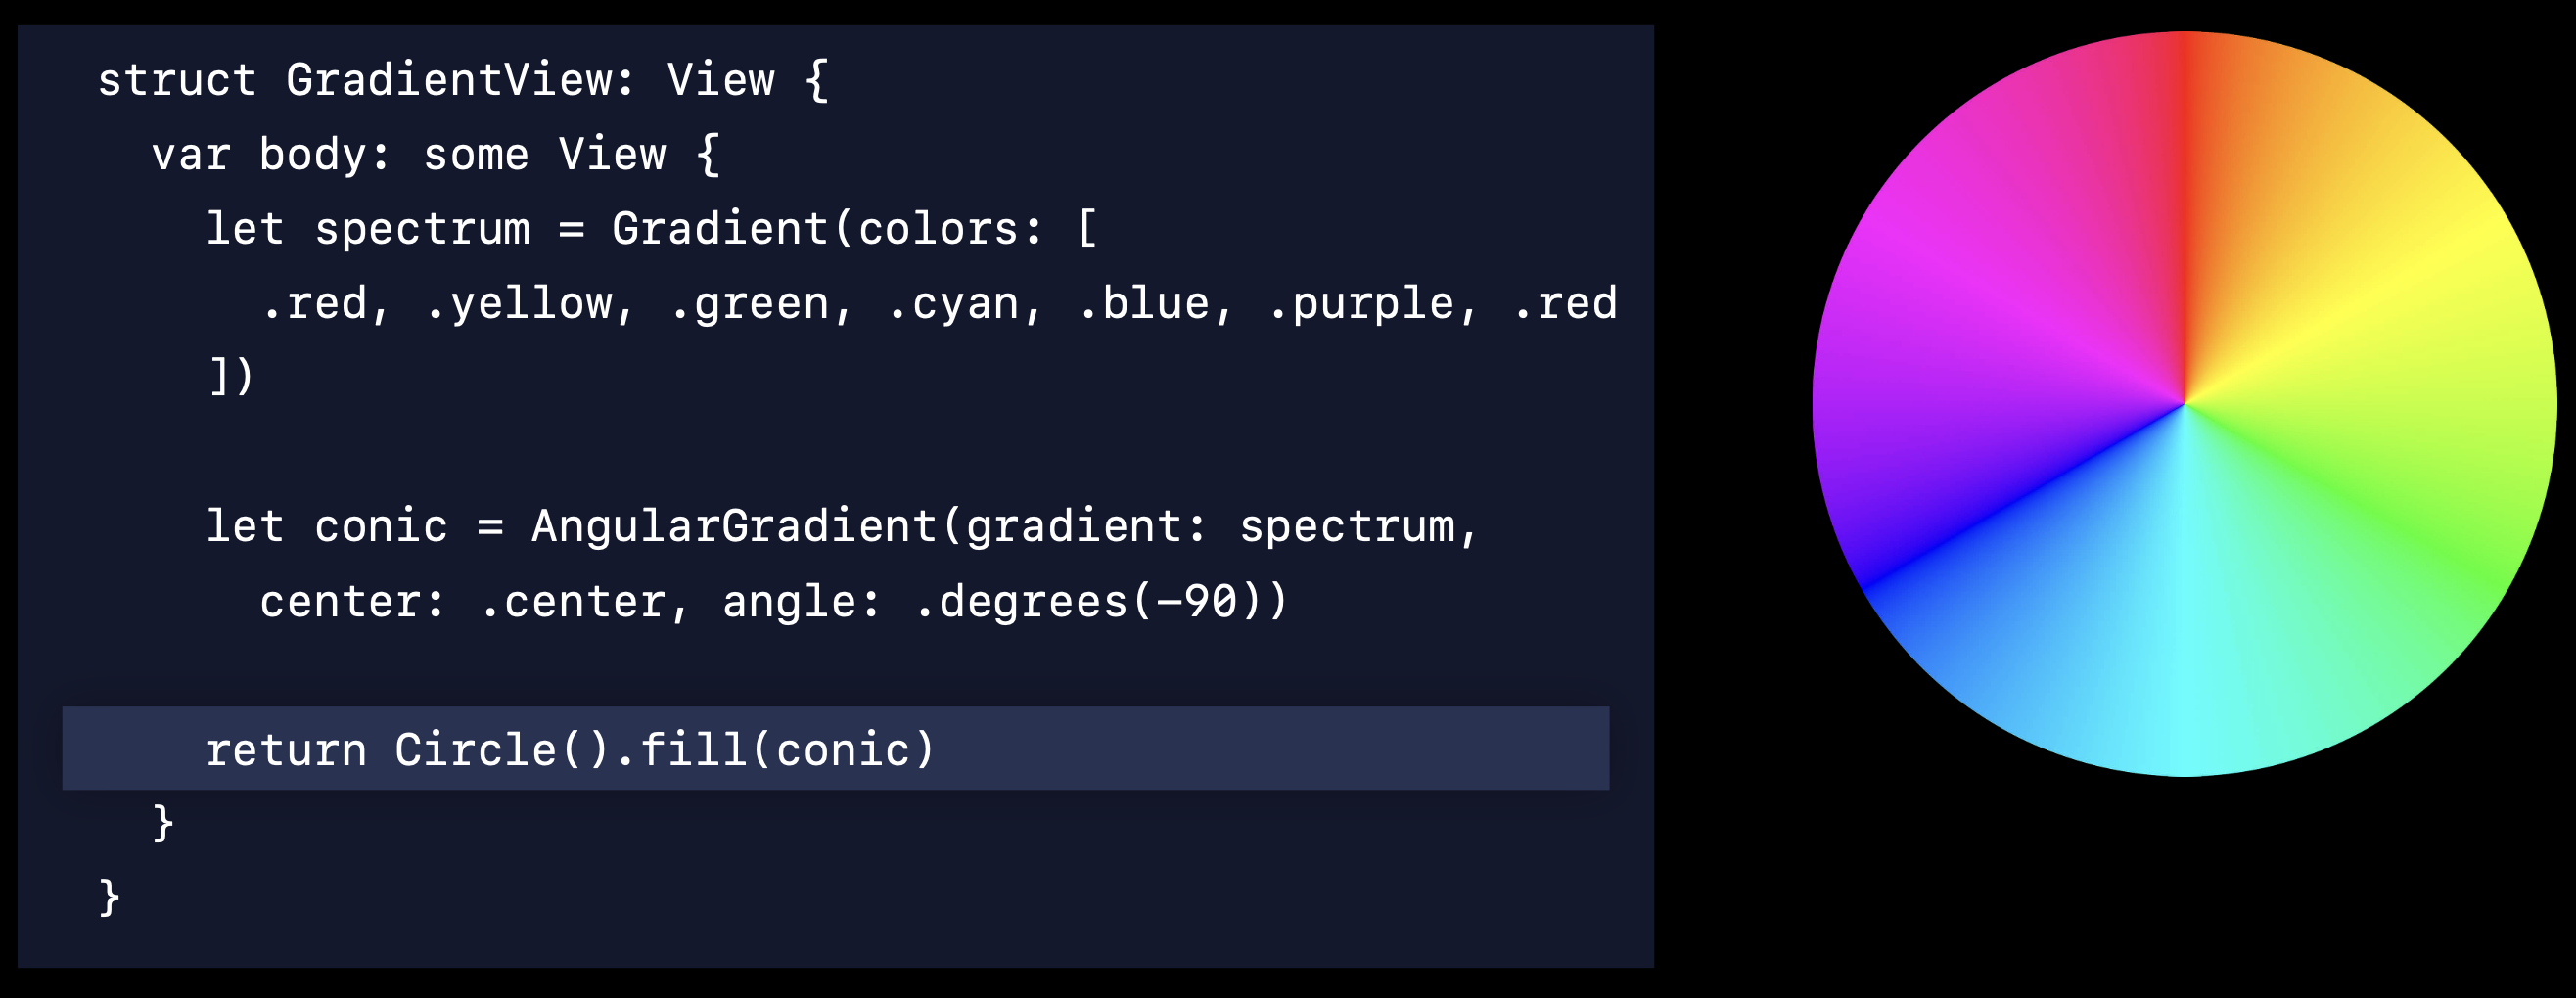 struct GradientView: View {
var body: some View {
let spectrum = Gradient(colors: [
.red, .yellow, .green, .cyan, .blue, .purple, .red
])
let conic = AngularGradient(gradient: spectrum,
center: .center, angle: .degrees(-90))
return Circle().fill(conic)
}
}